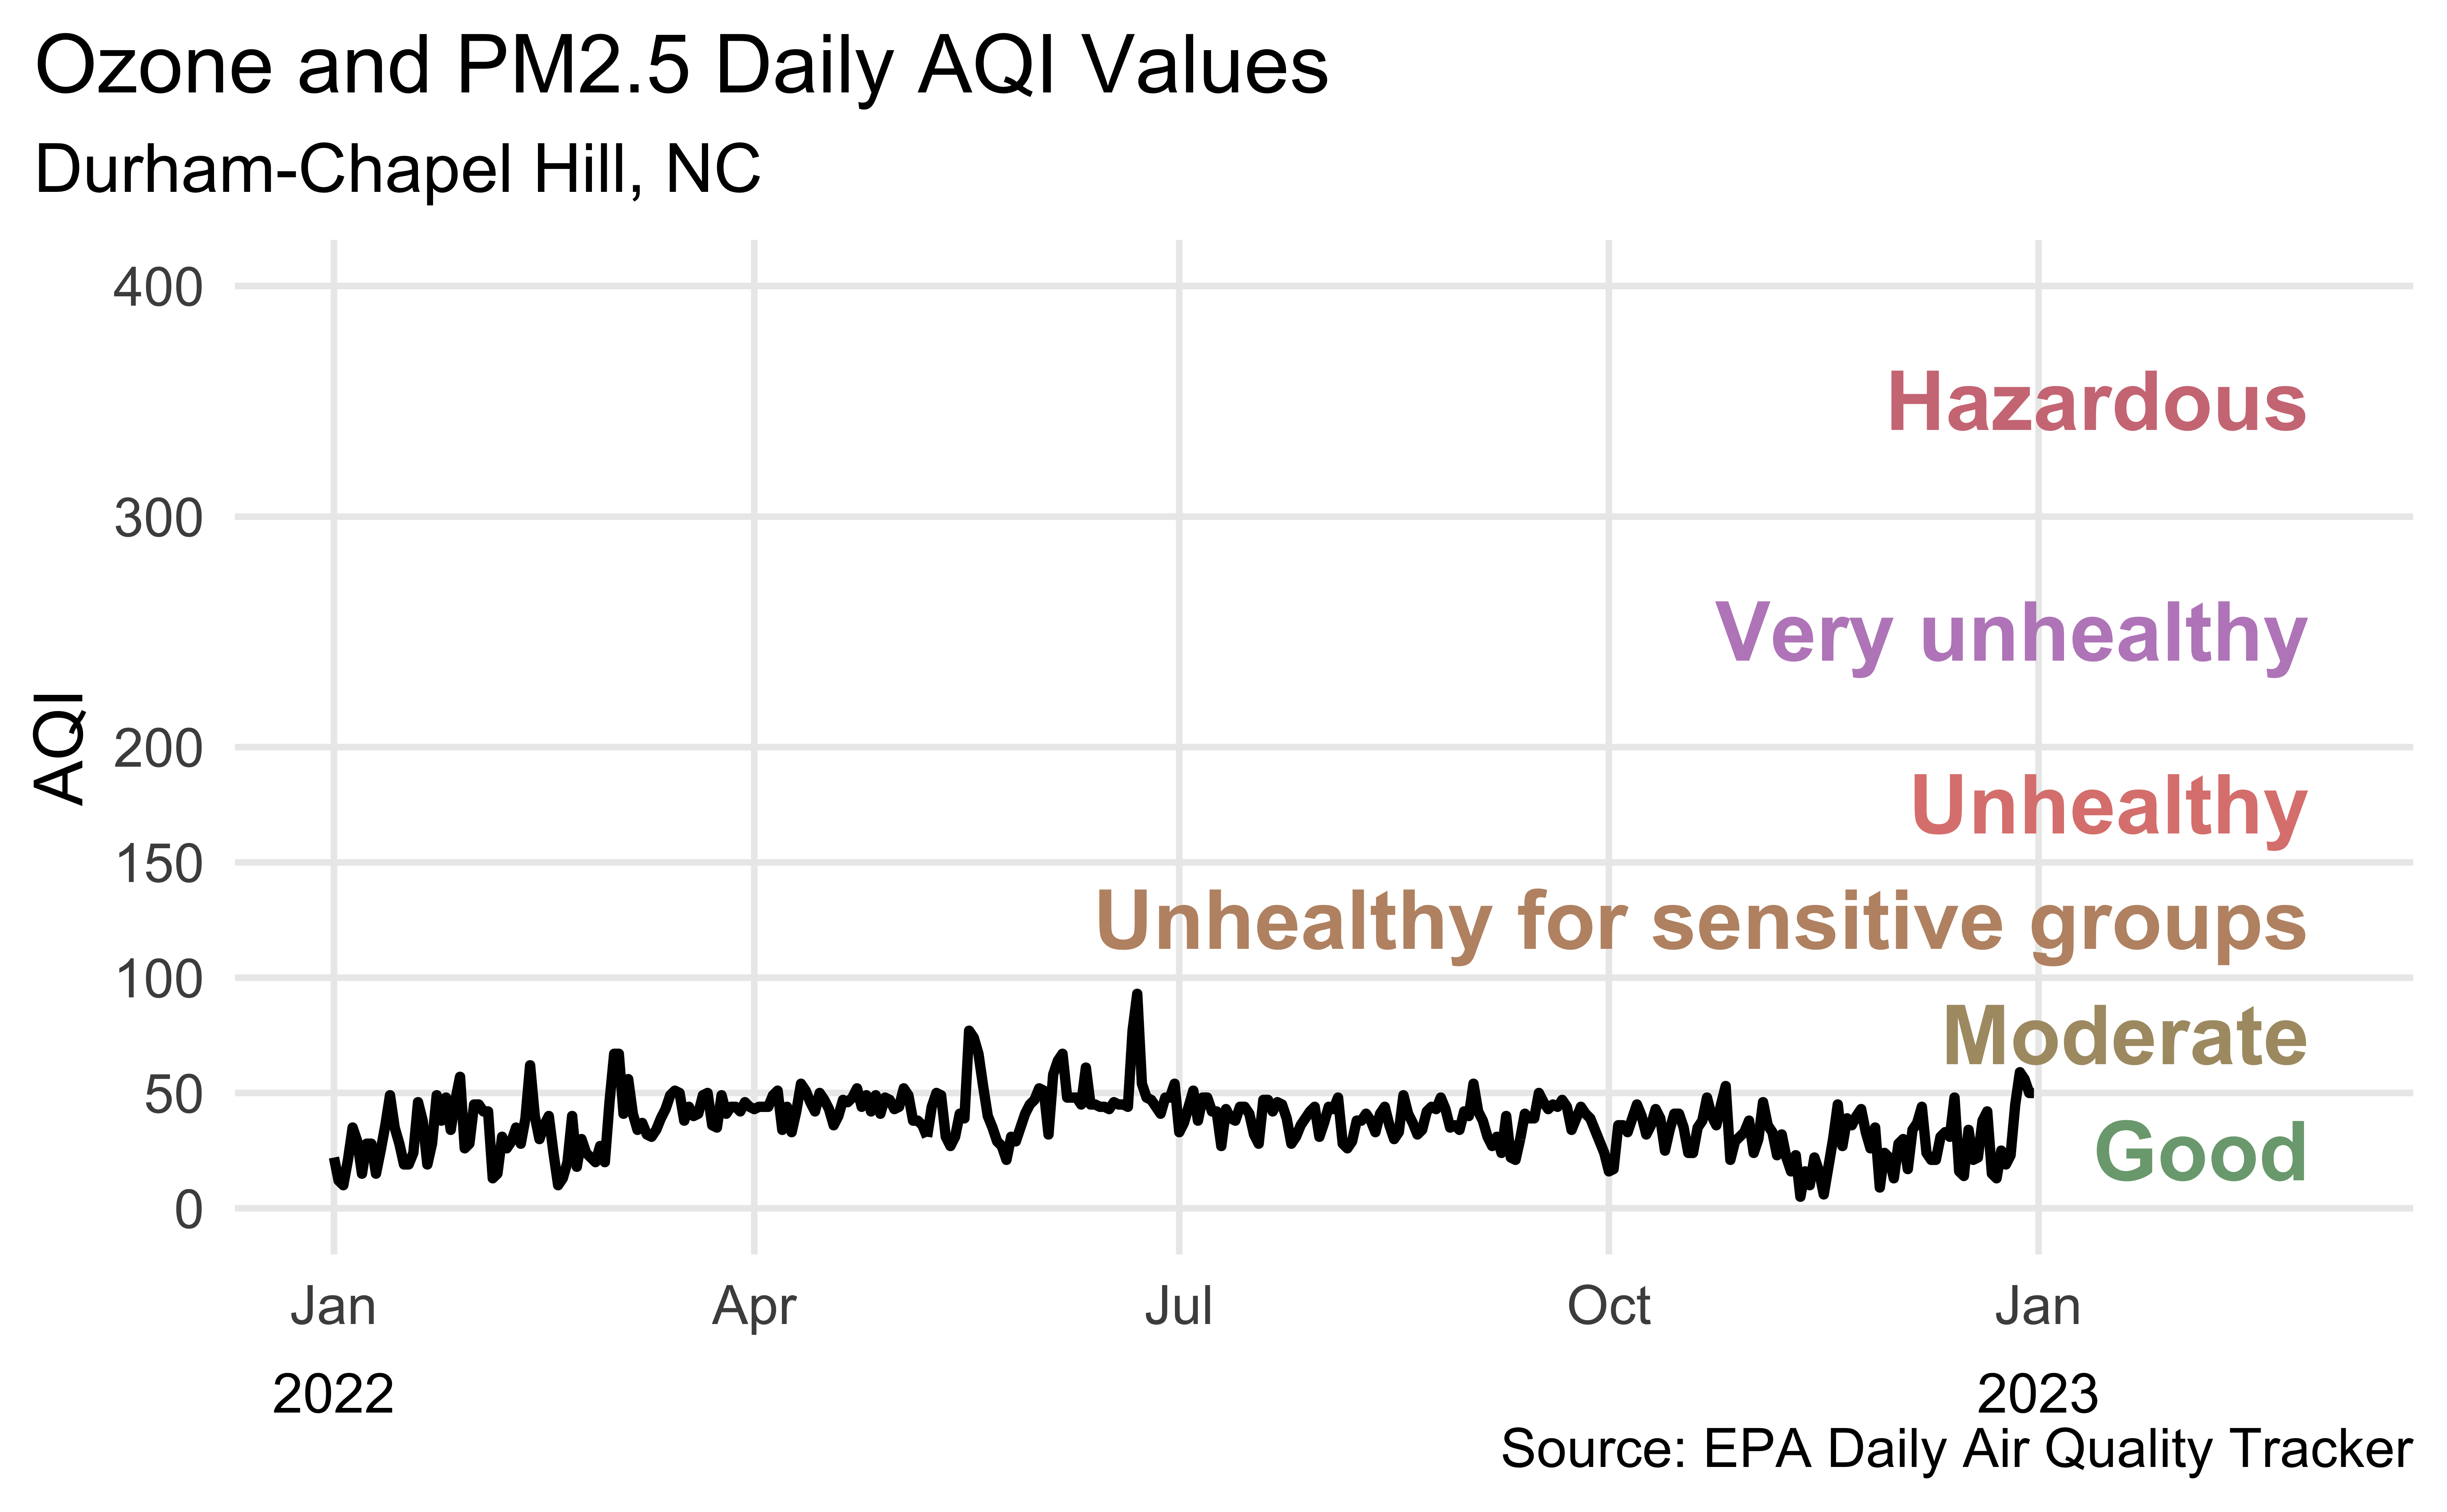 Ozone and PM2.5 Daily AQI Values
Durham-Chapel Hill, NC
AQI
400
300
200
150
100
50
0
Hazardous
Very unhealthy
Unhealthy
Unhealthy for sensitive groups
Moderate
Good
Jan Apr Jul Oct Jan
2022 2023
Source: EPA Daily Air Quality Tracker